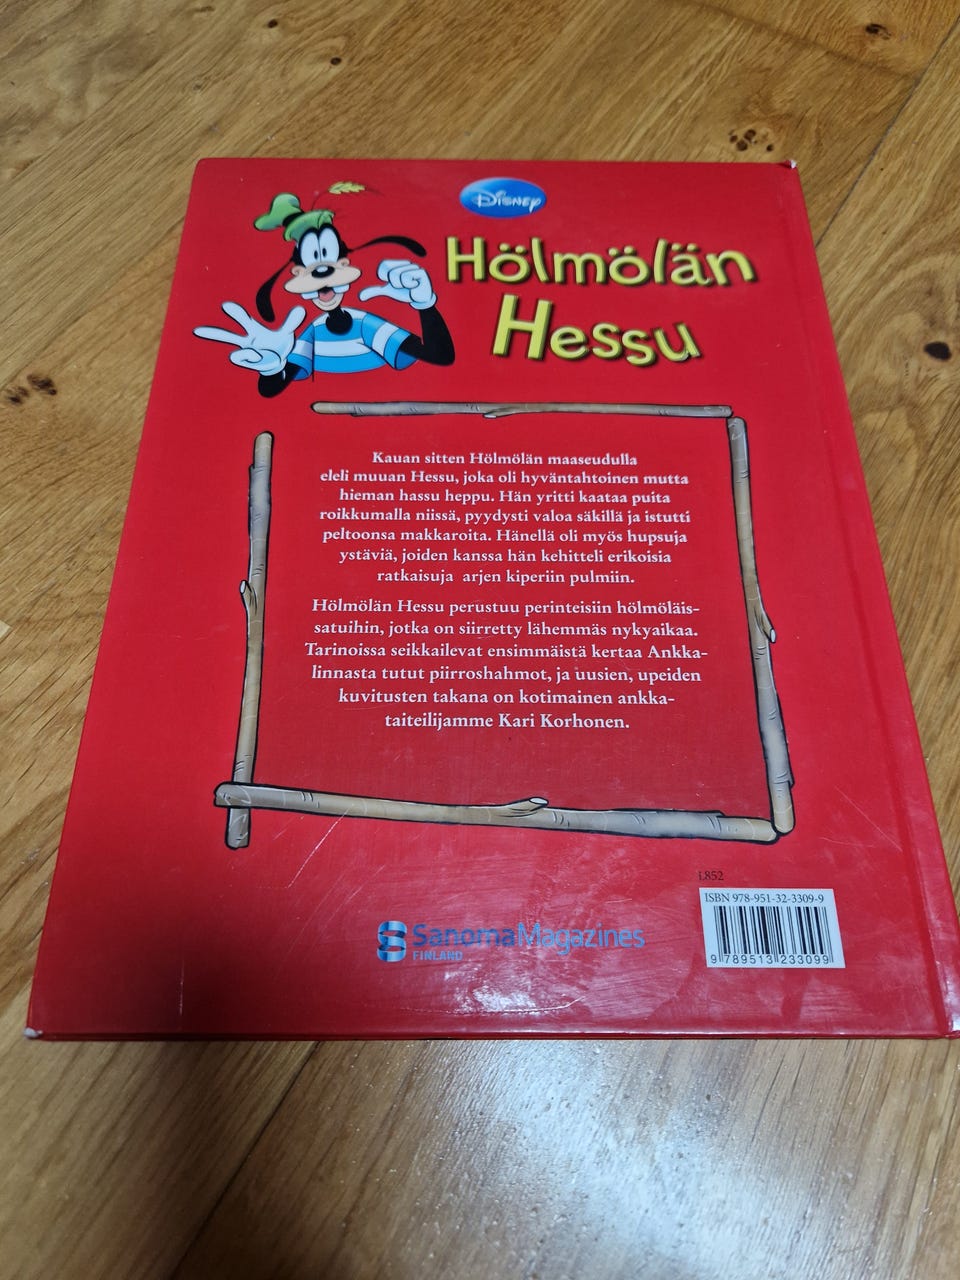 Disney
Hölmölän
Hessu
Kauan sitten Hölmölän maaseudulla
eleli muuan Hessu, joka oli hyväntahtoinen mutta
hieman hassu heppu. Hän yritti kaataa puita
roikkumalla niissä, pyydysti valoa säkillä ja istutti
peltoonsa makkaroita. Hänellä oli myös hupsuja
ystäviä, joiden kanssa hän kehitteli erikoisia
ratkaisuja arjen kiperiin pulmiin.
Hölmölän Hessu perustuu perinteisiin hölmöläis-
satuihin, jotka on siirretty lähemmäs nykyaikaa.
Tarinoissa seikkailevat ensimmäistä kertaa Ankka-
linnasta tutut piirroshahmot, ja uusien, upeiden
kuvitusten takana on kotimainen ankka-
taiteilijamme Kari Korhonen.
L852
ISBN 978-951-32-3309-9
9 789513 233099
SanomaMagazines
FINLAND